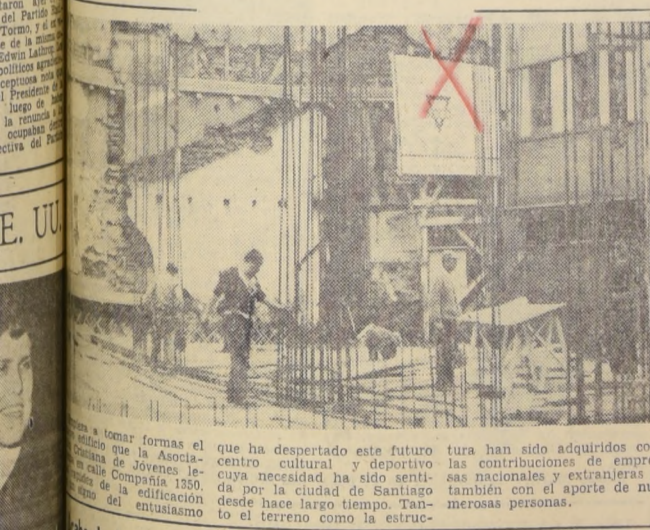 taron ayer
del Partido
Tormo, y el
de la misma
Edwin Lathrop
políticos
ceptuosa nota
l Presidente de
luego de
la renuncia
ocupaban
ectiva del Parti
E. UU.
a tomar formas el
edificio que la Asocia-
Cristiana de Jóvenes le-
en calle Compañía 1350.
de la edificación
signo del entusiasmo
que ha despertado este futuro
centro cultural y deportivo
cuya necesidad ha sido senti-
da por la ciudad de Santiago
desde hace largo tiempo. Tan-
to el terreno como la estruc-
tura han sido adquiridos co
las contribuciones de empre
sas nacionales y extranjeras
también con el aporte de nu
merosas personas.